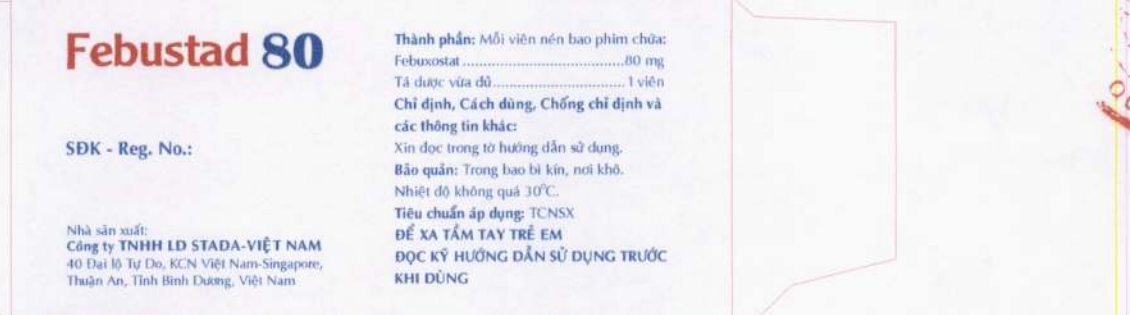 Febustad 80
SĐK - Reg. No.:
Nhà sản xuất:
Công ty TNHH LD STADA-VIỆT NAM
40 Đại lộ Tự Do, KCN Việt Nam-Singapore,
Thuận An, Tỉnh Bình Dương, Việt Nam
Thành phần: Mỗi viên nén bao phim chứa:
Febuxostat......................................80 mg
Tá dược vừa đủ................................1 viên
Chỉ định, Cách dùng, Chống chỉ định và
các thông tin khác:
Xin đọc trong tờ hướng dẫn sử dụng.
Bảo quản: Trong bao bì kín, nơi khô.
Nhiệt độ không quá 30°C.
Tiêu chuẩn áp dụng: TCNSX
ĐỂ XA TẦM TAY TRẺ EM
ĐỌC KỸ HƯỚNG DẪN SỬ DỤNG TRƯỚC
KHI DÙNG